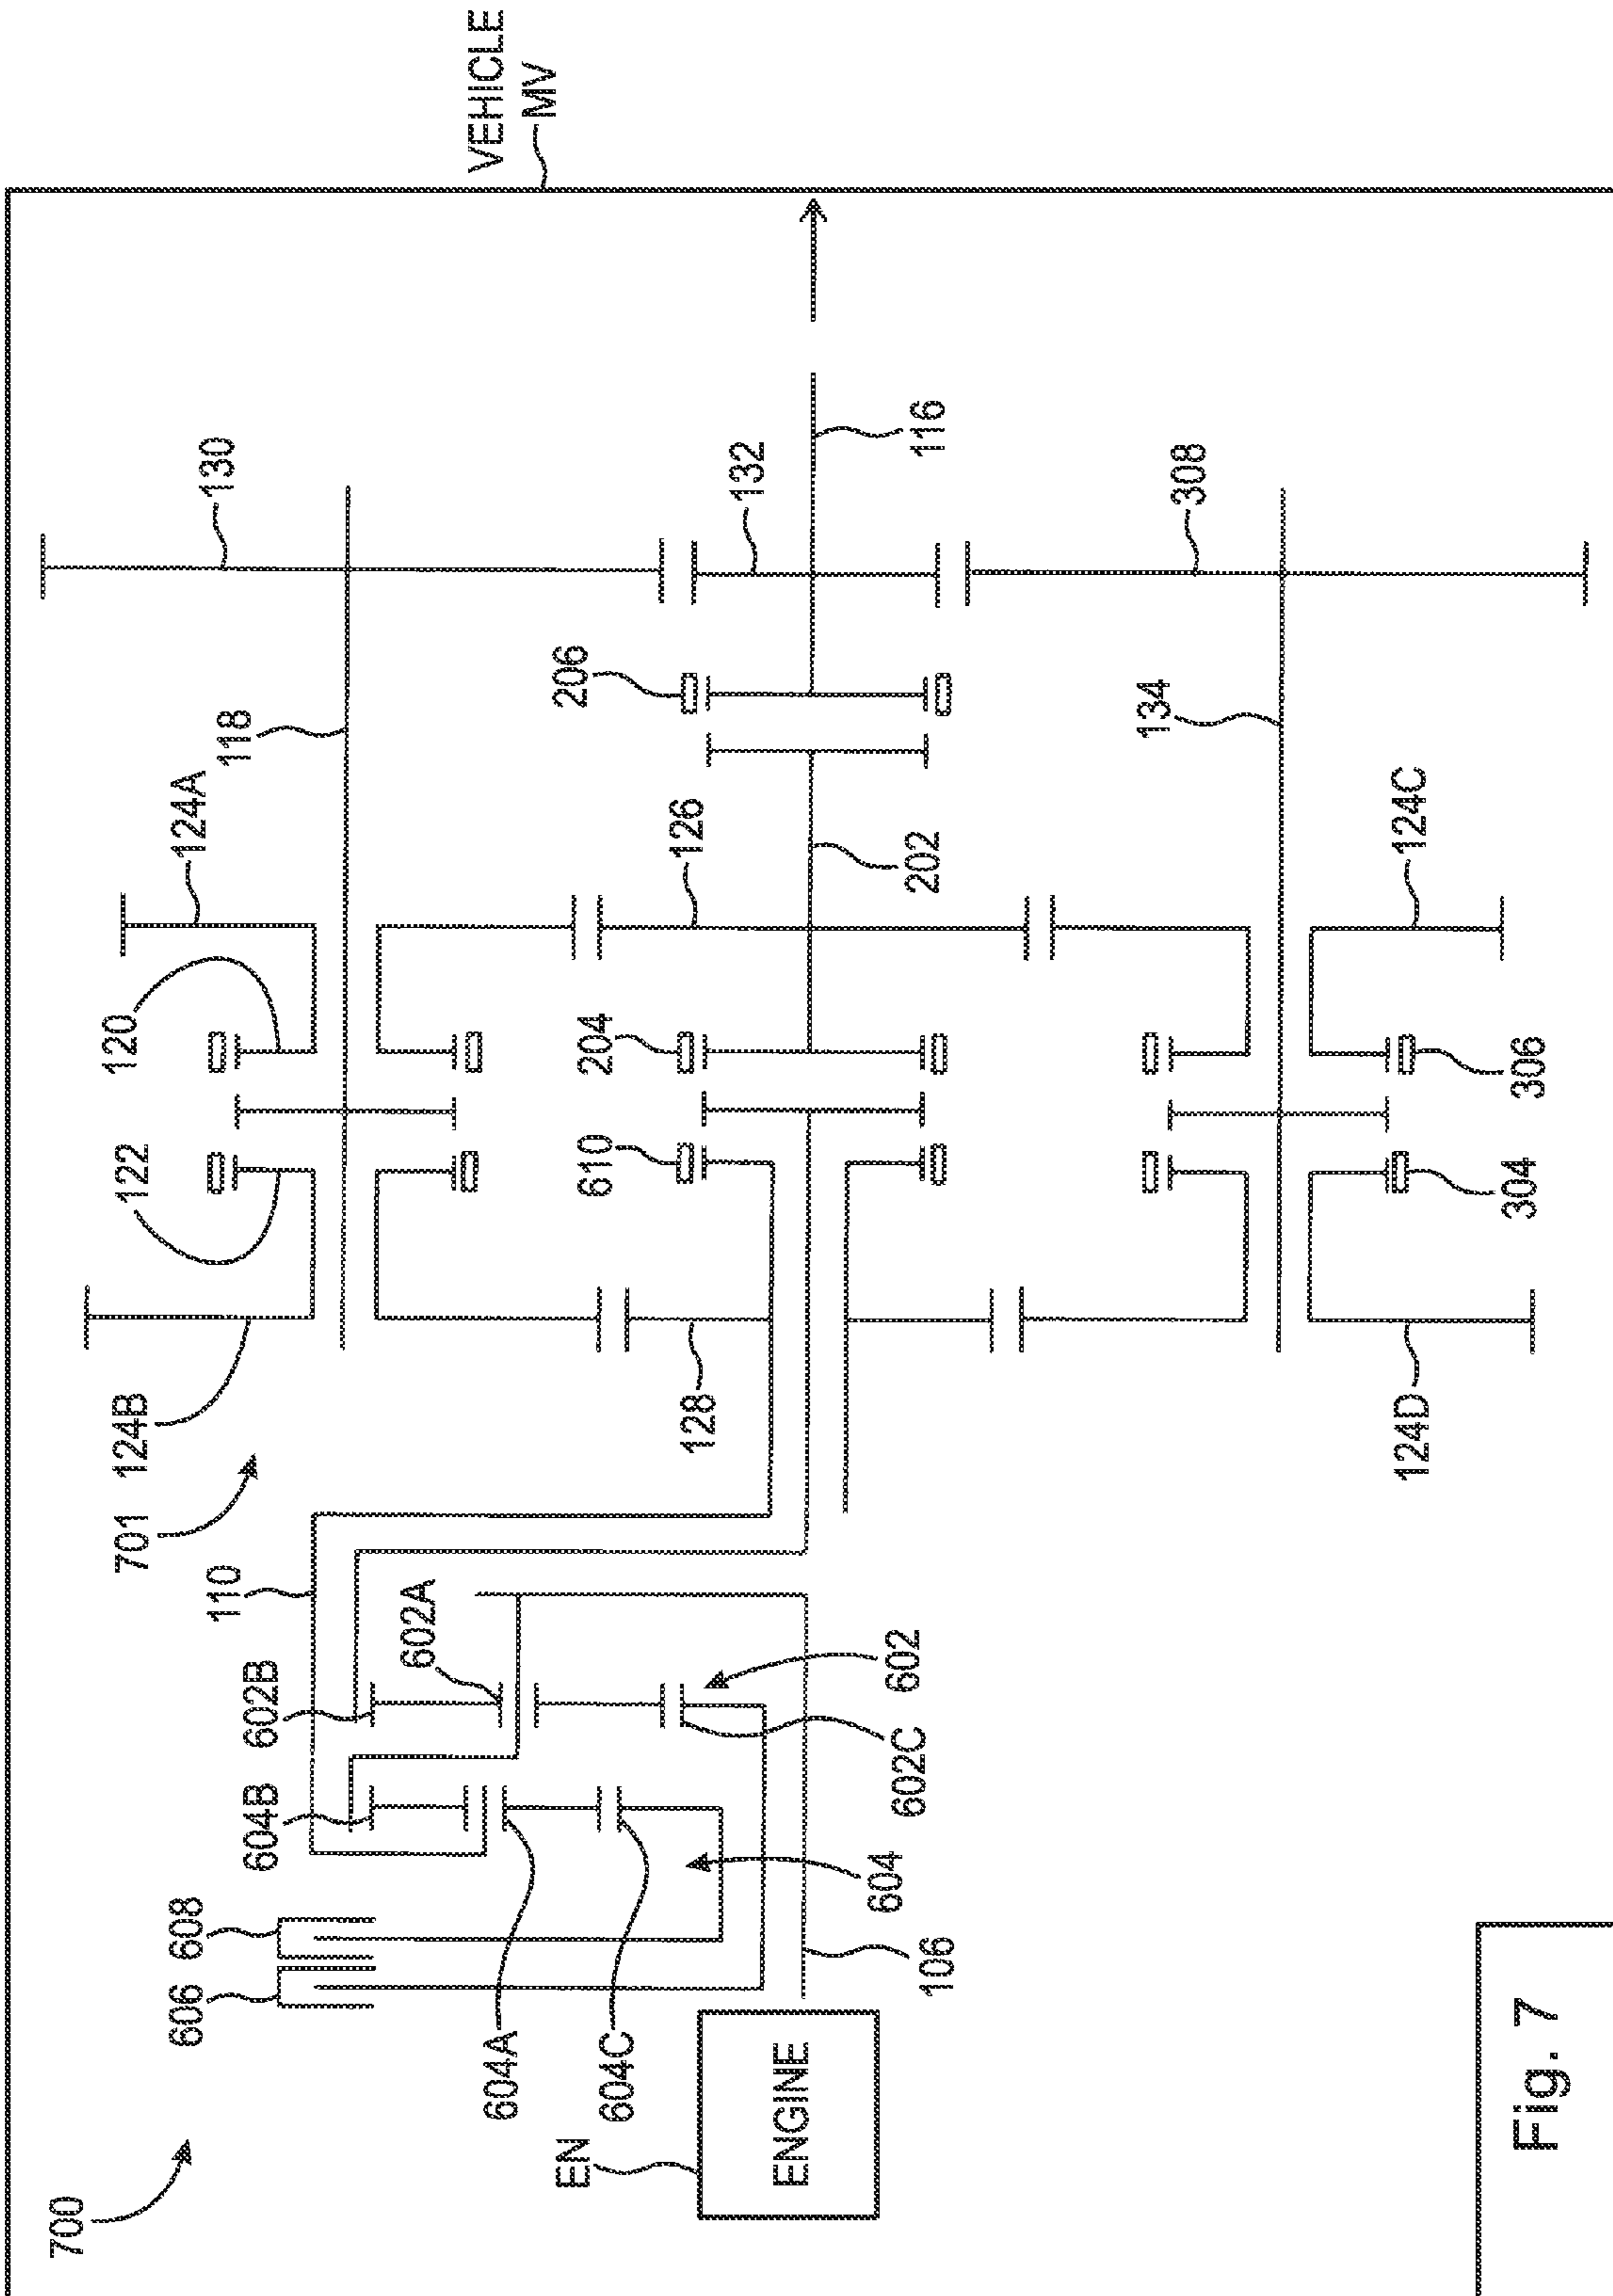 700
701
VEHICLE
MV
130
118
124A
120
122
124B
110
602B
604B
608
606
602A
604A
604C
EN
ENGINE
106
604
602C
602
128
610
204
126
202
206
132
116
308
134
124C
306
304
124D
Fig. 7